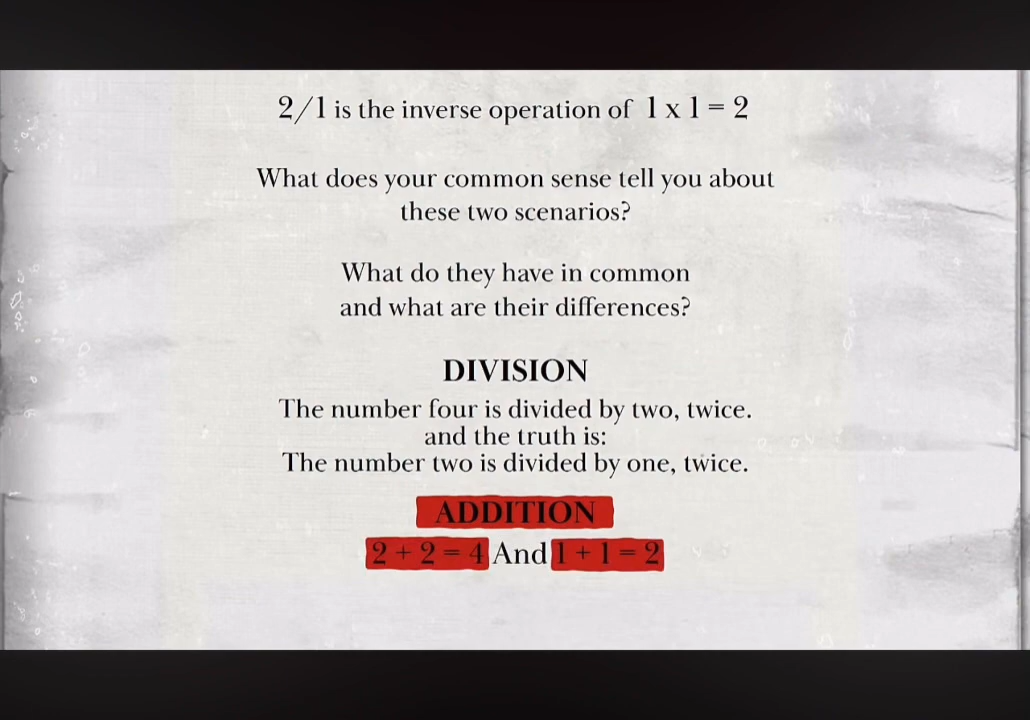 2/1 is the inverse operation of 1 x 1 = 2
What does your common sense tell you about
these two scenarios?
What do they have in common
and what are their differences?
DIVISION
The number four is divided by two, twice.
and the truth is:
The number two is divided by one, twice.
ADDITION
2 + 2 = 4 And 1 + 1 = 2